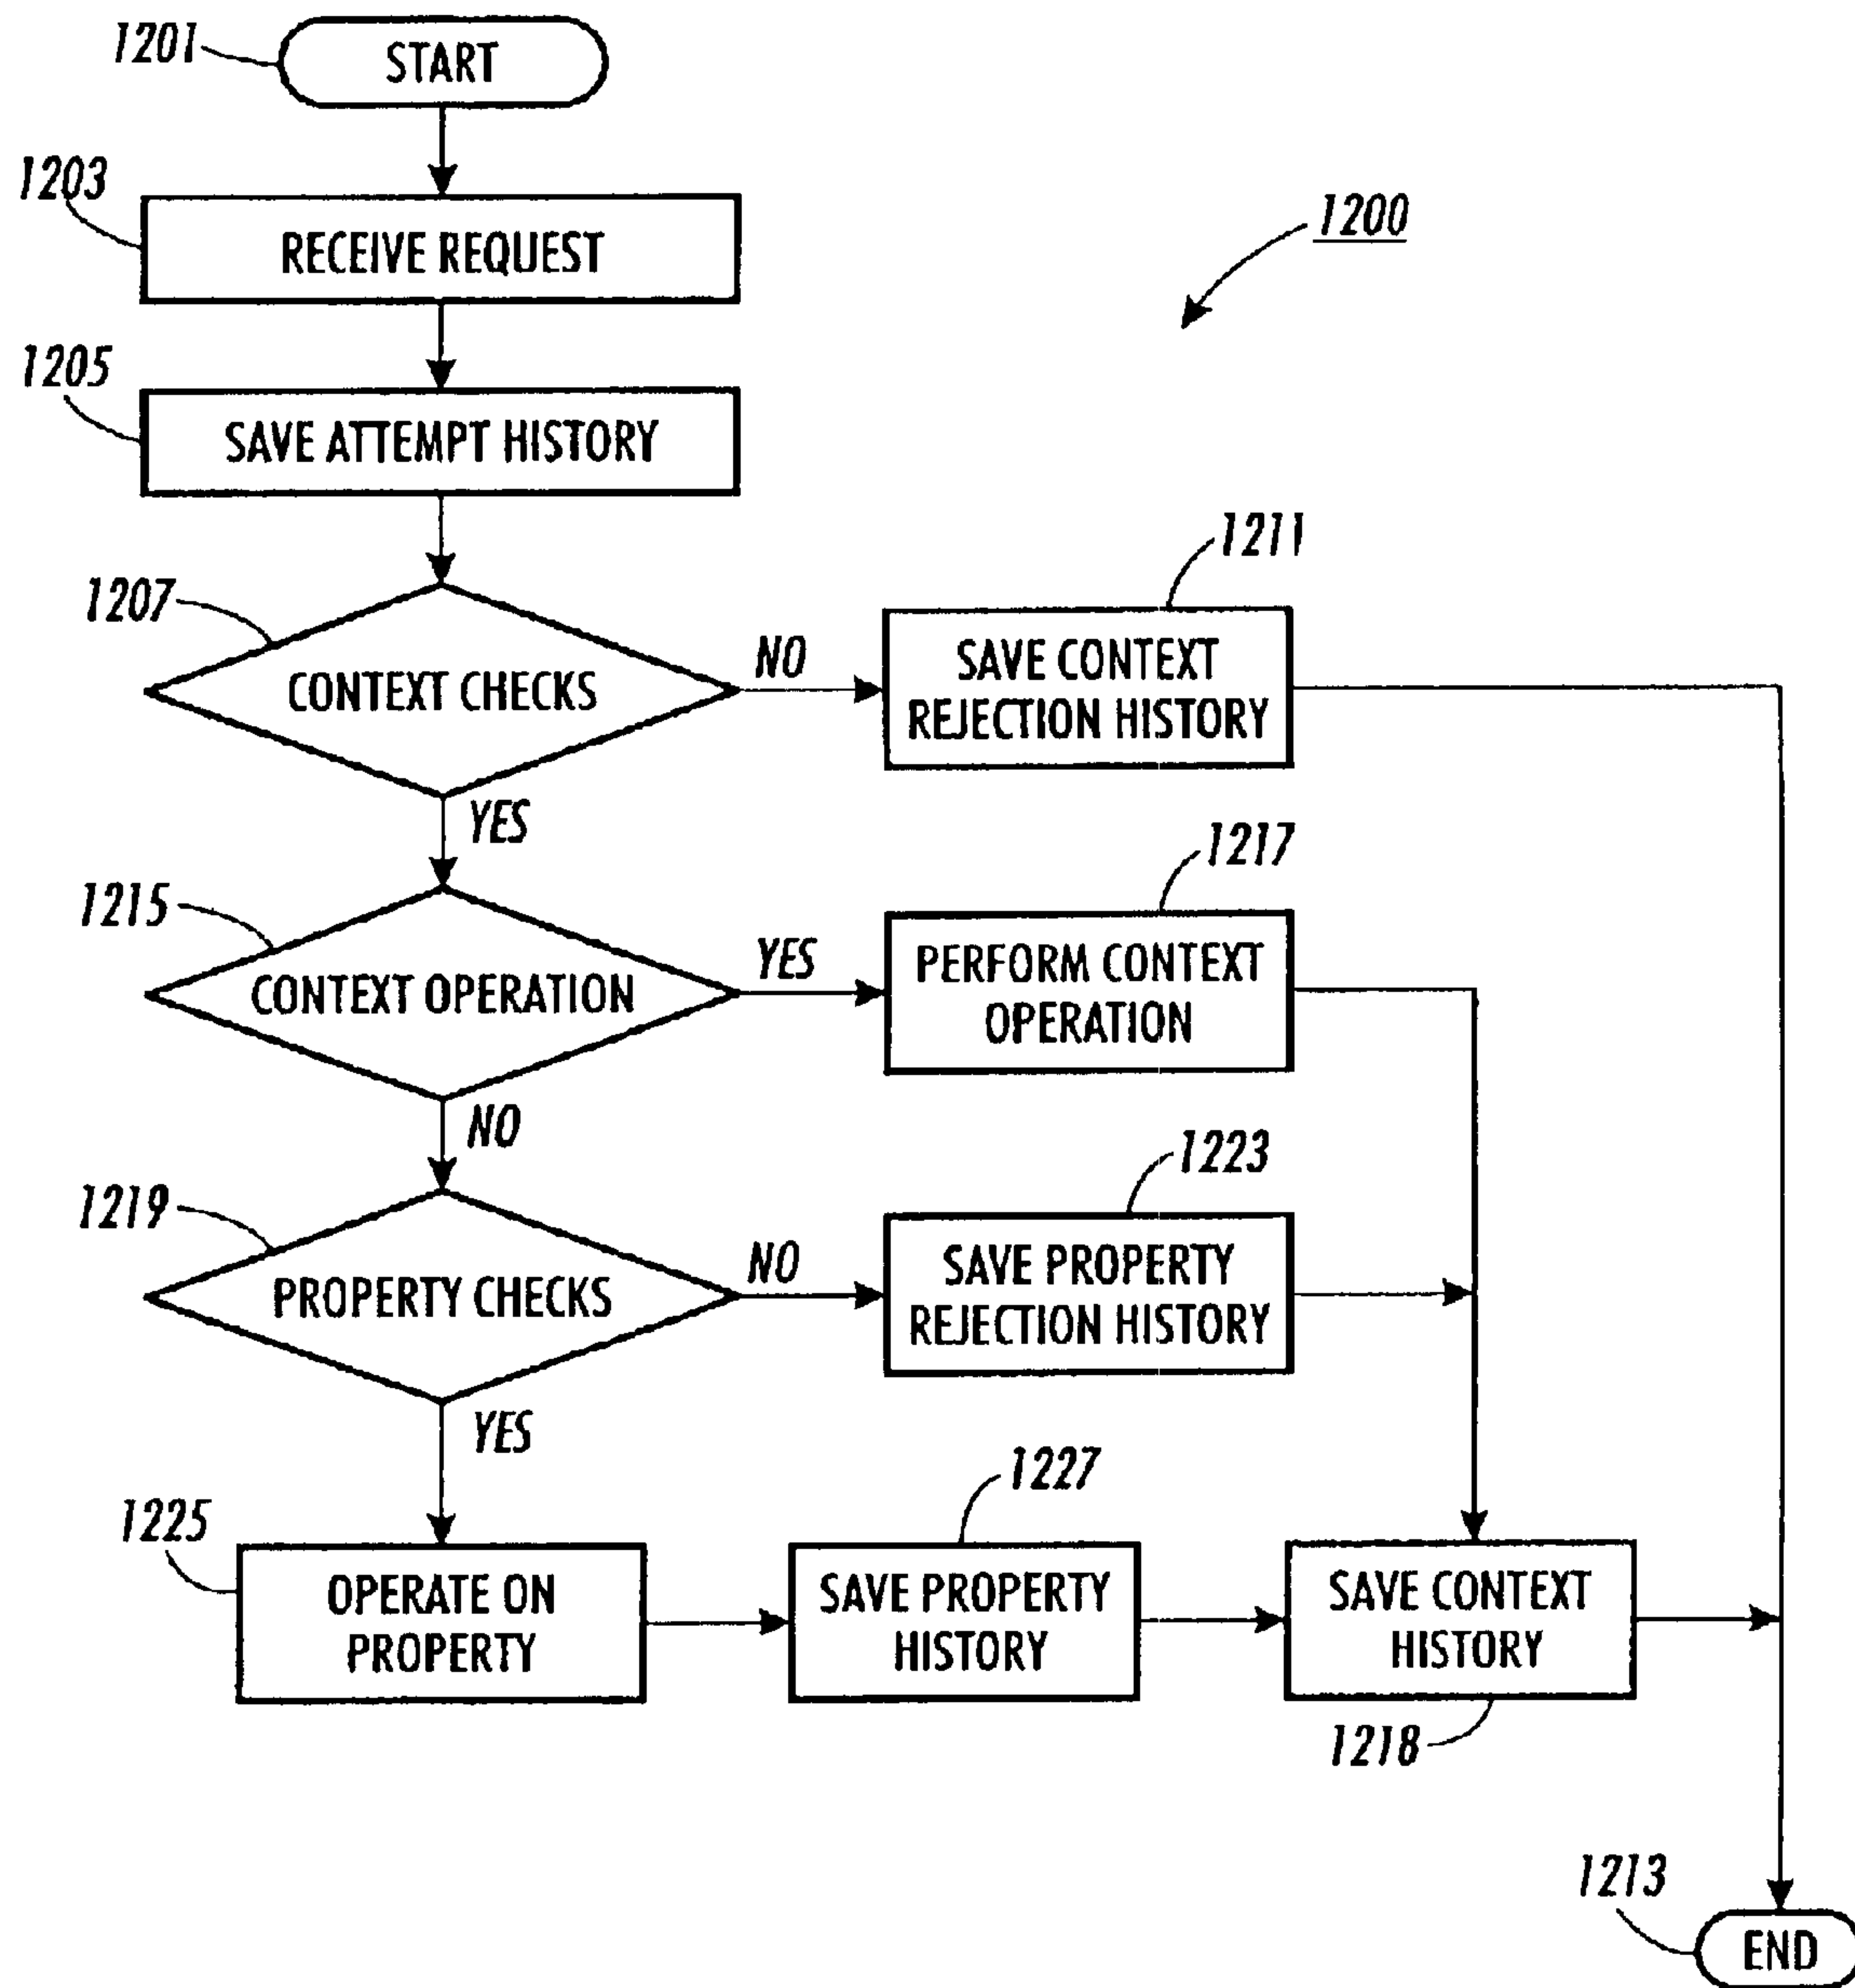 1201
START
1203
RECEIVE REQUEST
1200
1205
SAVE ATTEMPT HISTORY
1211
1207
CONTEXT CHECKS
NO
SAVE CONTEXT
REJECTION HISTORY
YES
1217
1215
CONTEXT OPERATION
YES
PERFORM CONTEXT
OPERATION
NO
1223
1219
PROPERTY CHECKS
NO
SAVE PROPERTY
REJECTION HISTORY
YES
1227
1225
OPERATE ON
PROPERTY
SAVE PROPERTY
HISTORY
SAVE CONTEXT
HISTORY
1218
1213
END